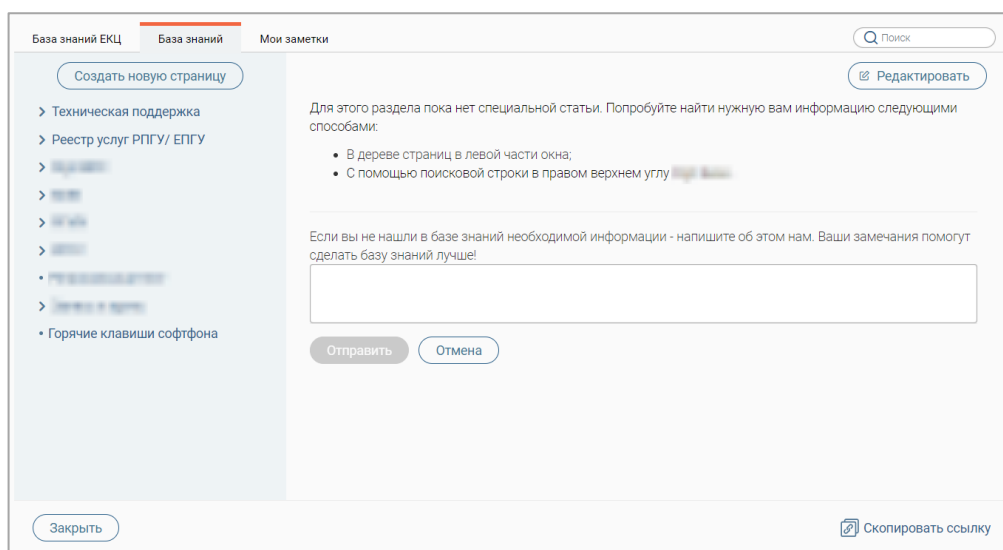 База знаний ЕКЦ База знаний Мои заметки Поиск
Создать новую страницу Редактировать
Техническая поддержка
Реестр услуг РПГУ/ ЕПГУ
Горячие клавиши софтфона
Для этого раздела пока нет специальной статьи. Попробуйте найти нужную вам информацию следующими
способами:
• В дереве страниц в левой части окна;
• С помощью поисковой строки в правом верхнем углу
Если вы не нашли в базе знаний необходимой информации - напишите об этом нам. Ваши замечания помогут
сделать базу знаний лучше!
Отправить Отмена
Закрыть Скопировать ссылку